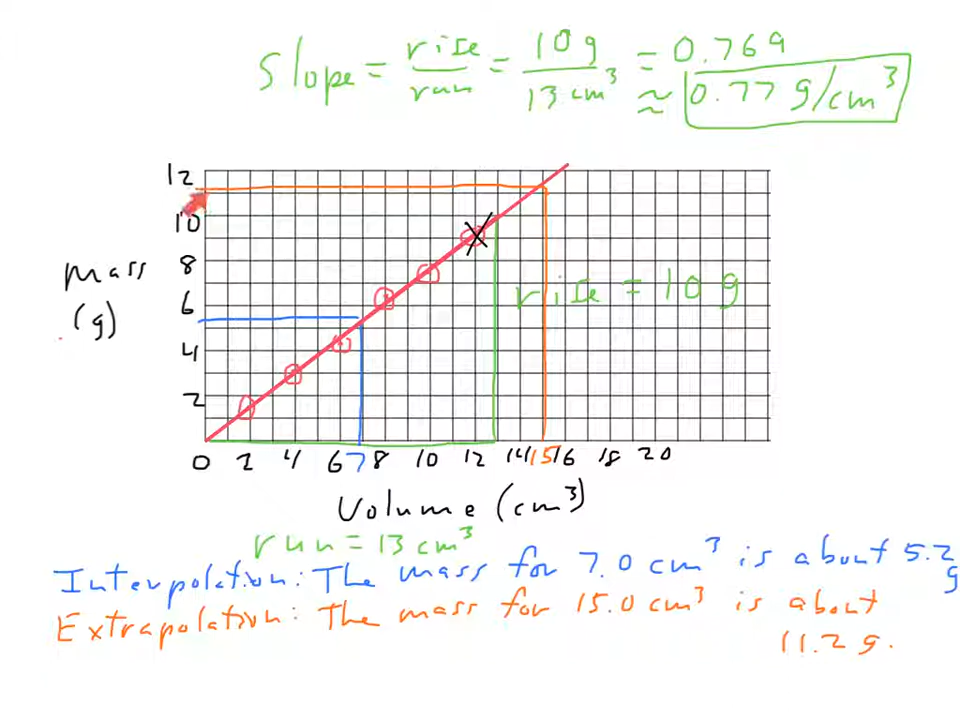 Slope = rise/run = 10 g/13 cm³ = 0.769
≈ 0.77 g/cm³
12
10
8
6
4
2
mass
(g)
rise = 10 g
0 2 4 6 7 8 10 12 14 15 16 18 20
Volume (cm³)
run = 13 cm³
Interpolation: The mass for 7.0 cm³ is about 5.2 g
Extrapolation: The mass for 15.0 cm³ is about
11.2 g.